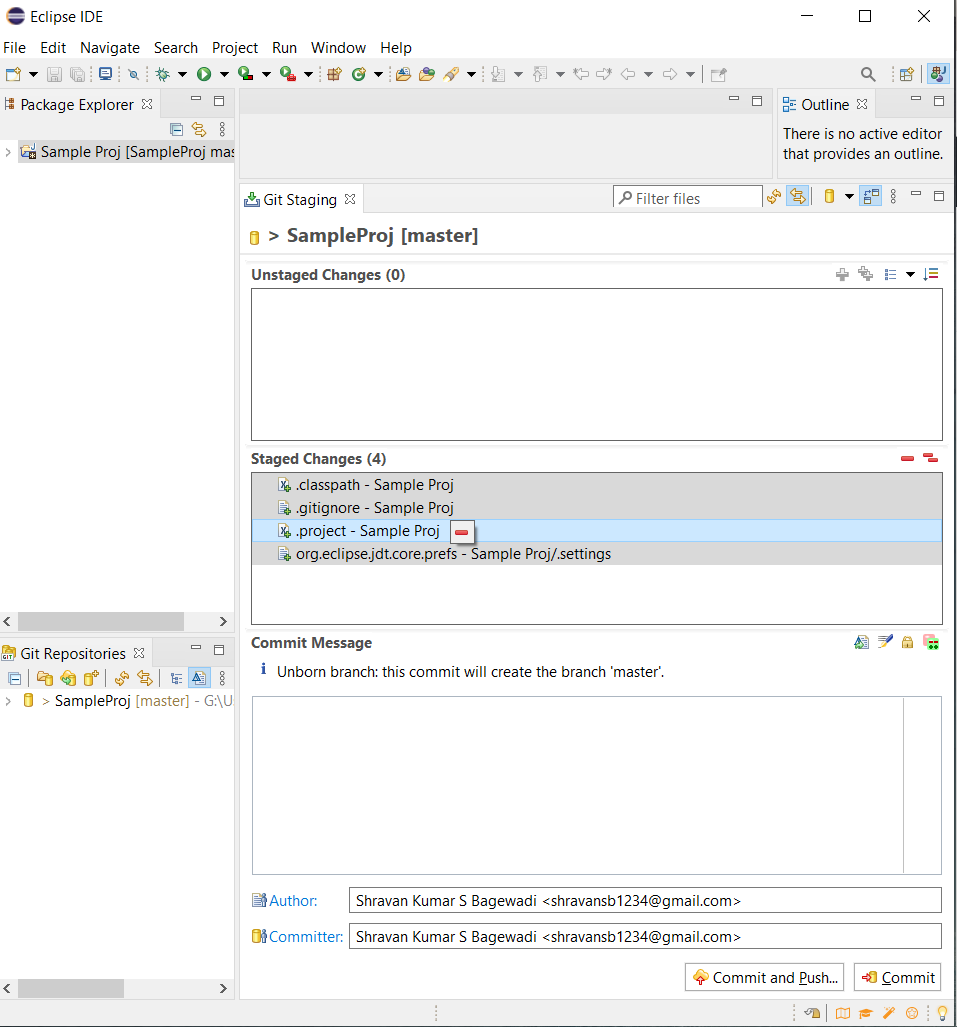 Eclipse IDE
File Edit Navigate Search Project Run Window Help
Package Explorer
Sample Proj [SampleProj mas
Outline
There is no active editor
that provides an outline.
Git Staging
Filter files
> SampleProj [master]
Unstaged Changes (0)
Staged Changes (4)
.classpath - Sample Proj
.gitignore - Sample Proj
.project - Sample Proj
org.eclipse.jdt.core.prefs - Sample Proj/.settings
Git Repositories
> SampleProj [master] - G:\U
Commit Message
Unborn branch: this commit will create the branch 'master'.
Author: Shravan Kumar S Bagewadi <shravansb1234@gmail.com>
Committer: Shravan Kumar S Bagewadi <shravansb1234@gmail.com>
Commit and Push... Commit